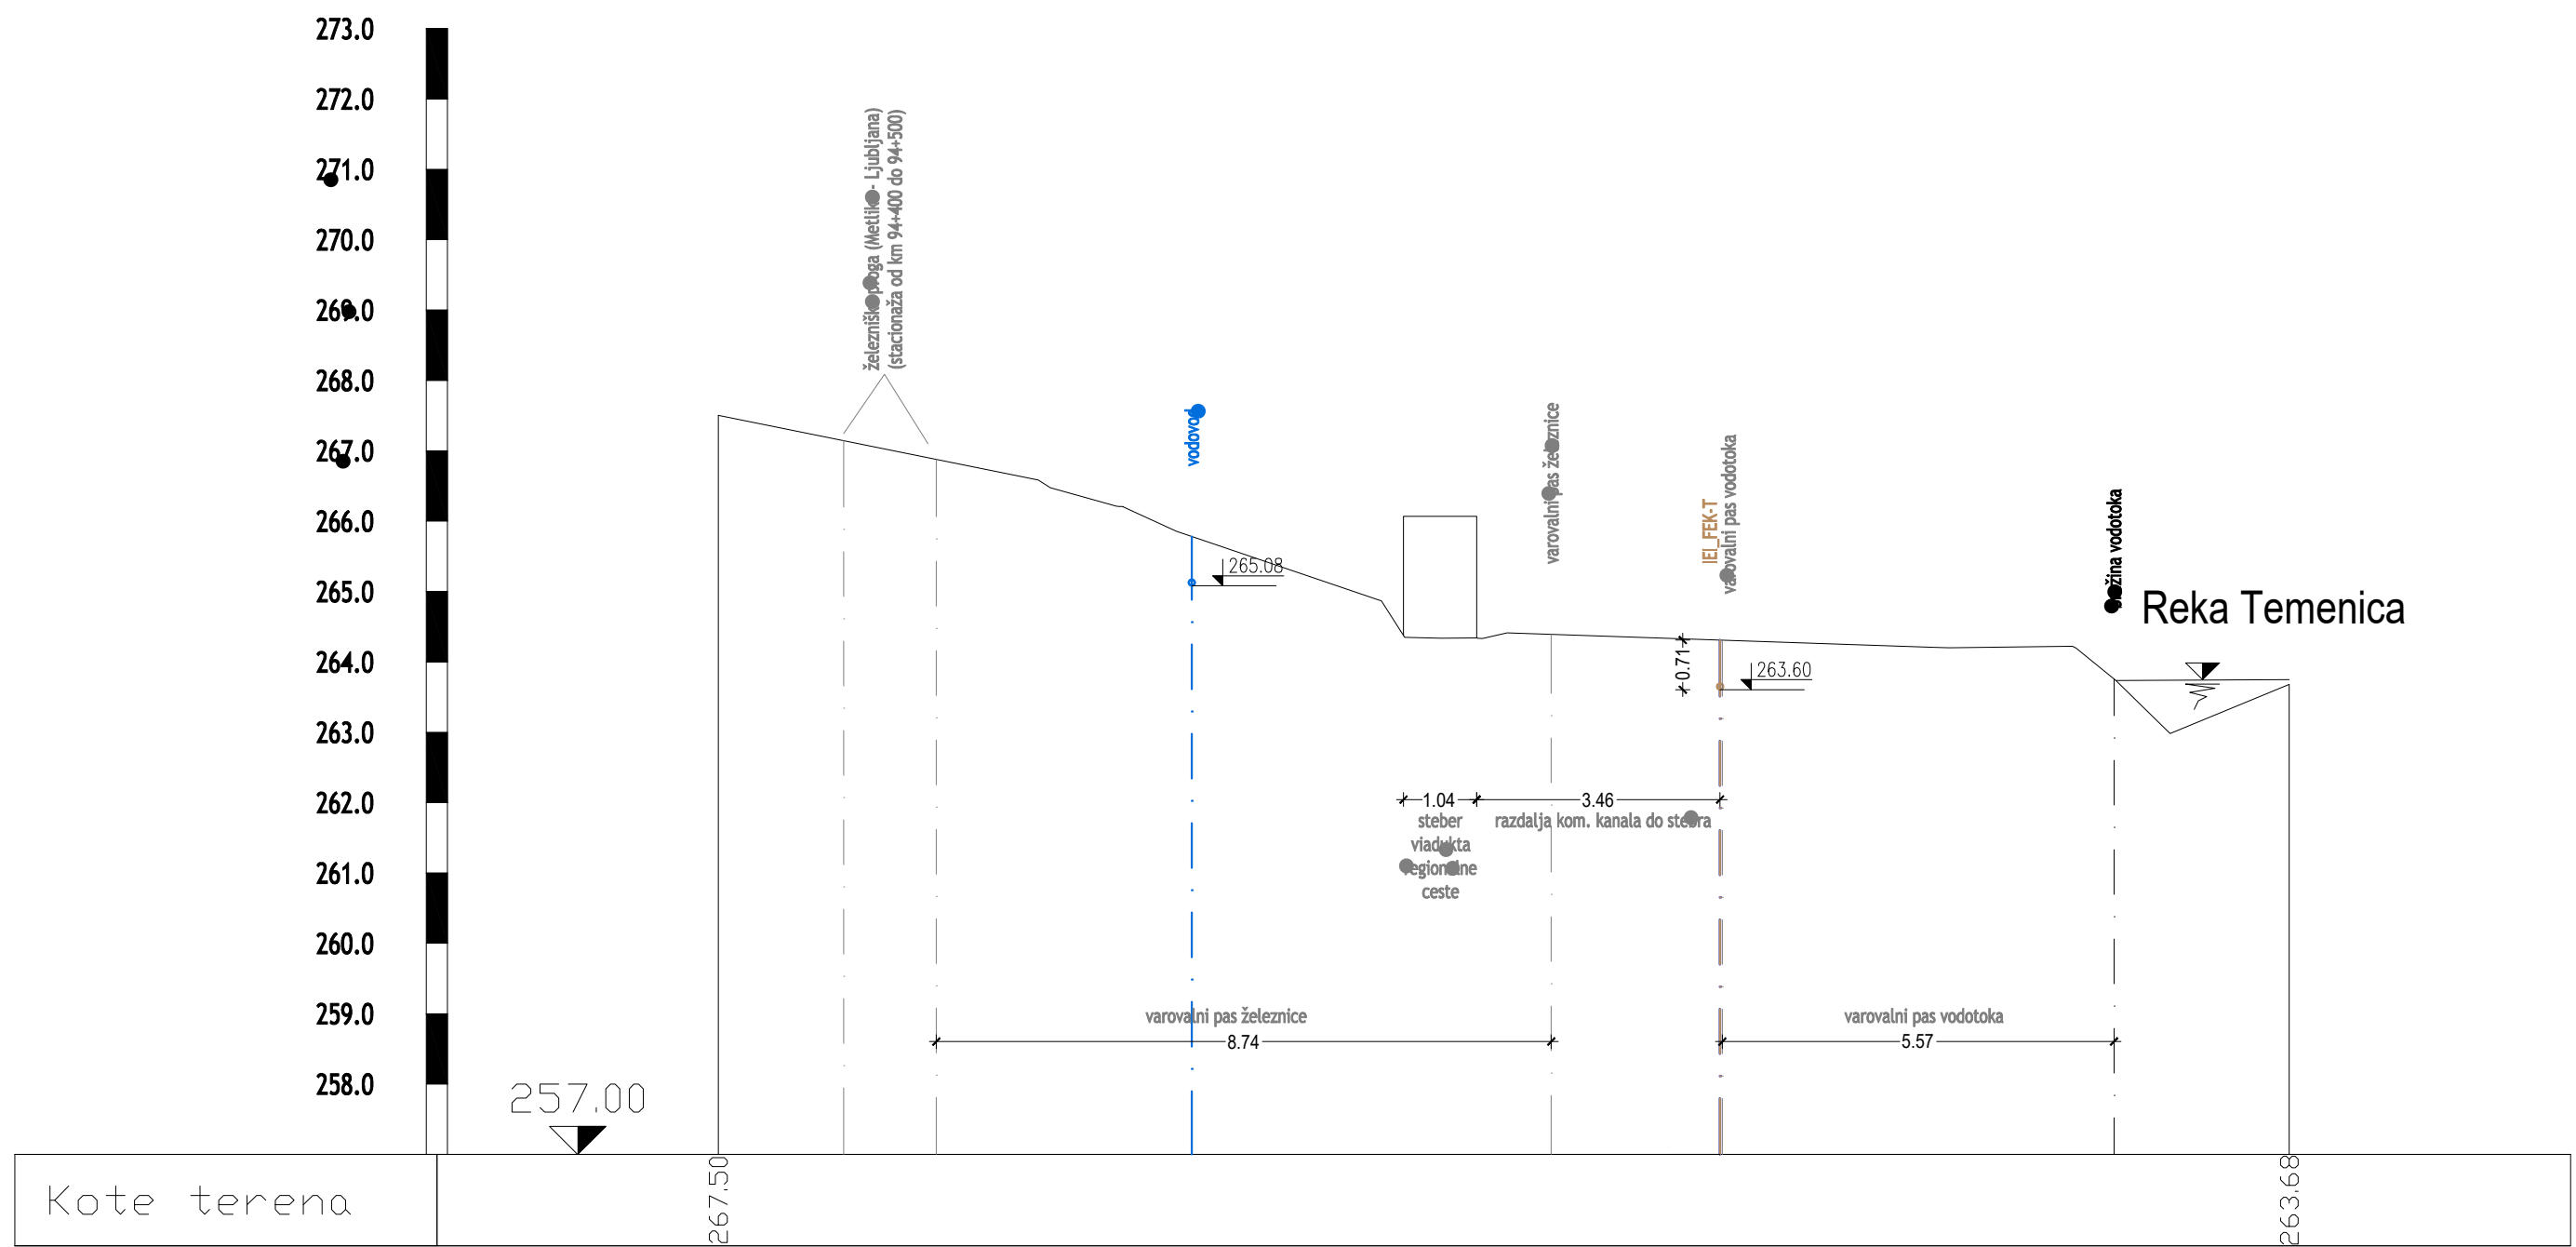 273.0
272.0
271.0
270.0
269.0
268.0
267.0
266.0
265.0
264.0
263.0
262.0
261.0
260.0
259.0
258.0
257.00
železniška proga (Metlika - Ljubljana)
(stacionaža od km 94+400 do 94+500)
vodovod
265.08
varovalni pas železnice
IEI_FEK-T
varovalni pas vodotoka
0.71
263.60
brežina vodotoka
Reka Temenica
1.04
steber
viadukta
regionalne
ceste
3.46
razdalja kom. kanala do stebra
varovalni pas železnice
8.74
varovalni pas vodotoka
5.57
Kote terena
267.50
263.68